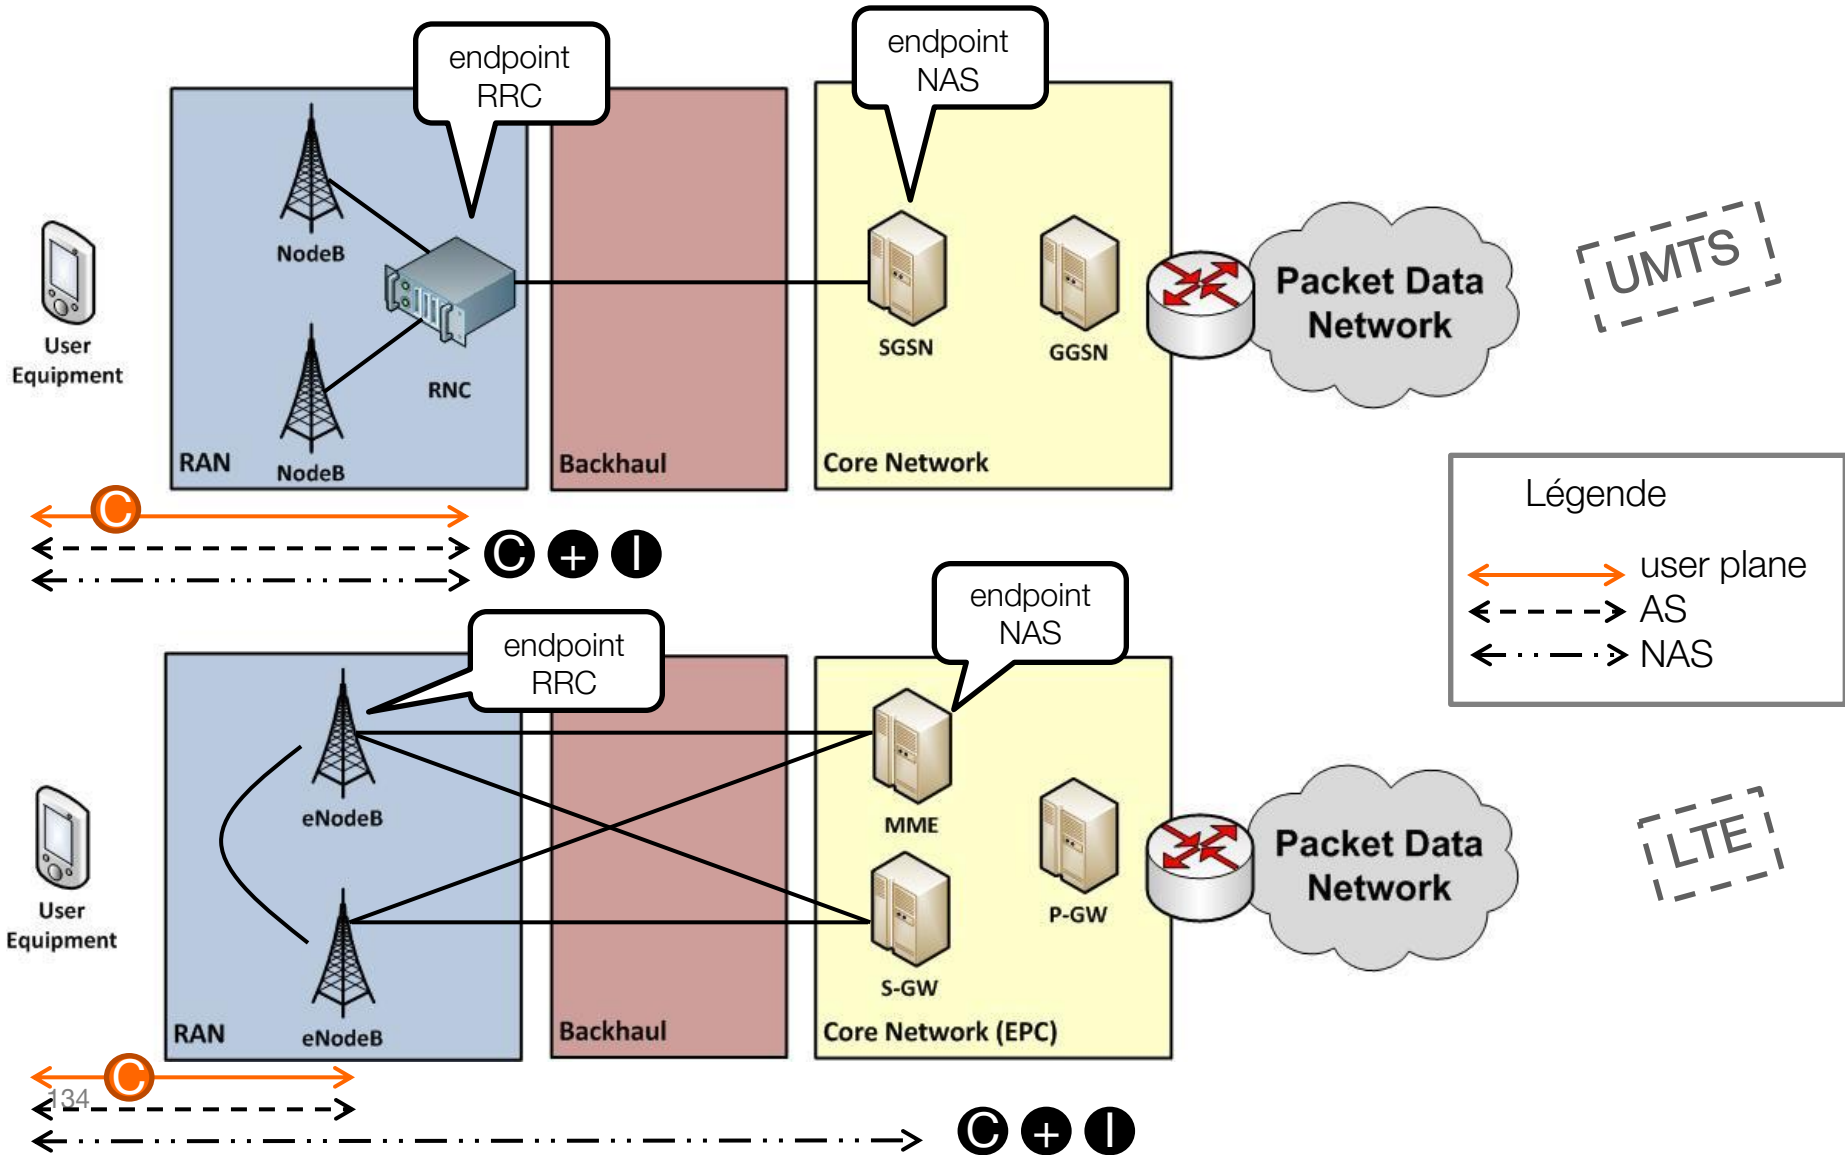 endpoint
RRC
endpoint
NAS
NodeB
NodeB
RNC
SGSN
GGSN
User
Equipment
RAN
Backhaul
Core Network
Packet Data
Network
UMTS
C
C + I
Légende
user plane
AS
NAS
endpoint
RRC
endpoint
NAS
eNodeB
eNodeB
MME
S-GW
P-GW
User
Equipment
RAN
Backhaul
Core Network (EPC)
Packet Data
Network
LTE
C
134
C + I